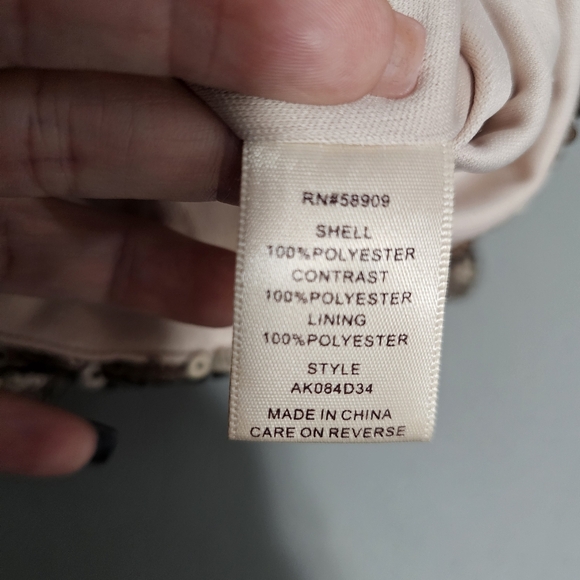 RN#58909
SHELL
100%POLYESTER
CONTRAST
100%POLYESTER
LINING
100%POLYESTER
STYLE
AK084D34
MADE IN CHINA
CARE ON REVERSE